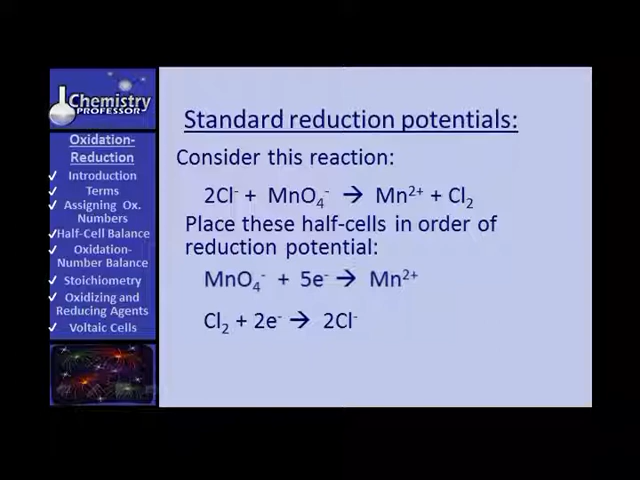 Chemistry
PROFESSOR
Oxidation-
Reduction
✓ Introduction
✓ Terms
✓ Assigning Ox.
Numbers
✓ Half-Cell Balance
✓ Oxidation-
Number Balance
✓ Stoichiometry
✓ Oxidizing and
Reducing Agents
✓ Voltaic Cells
Standard reduction potentials:
Consider this reaction:
2Cl⁻ + MnO₄⁻ → Mn²⁺ + Cl₂
Place these half-cells in order of
reduction potential:
MnO₄⁻ + 5e⁻ → Mn²⁺
Cl₂ + 2e⁻ → 2Cl⁻